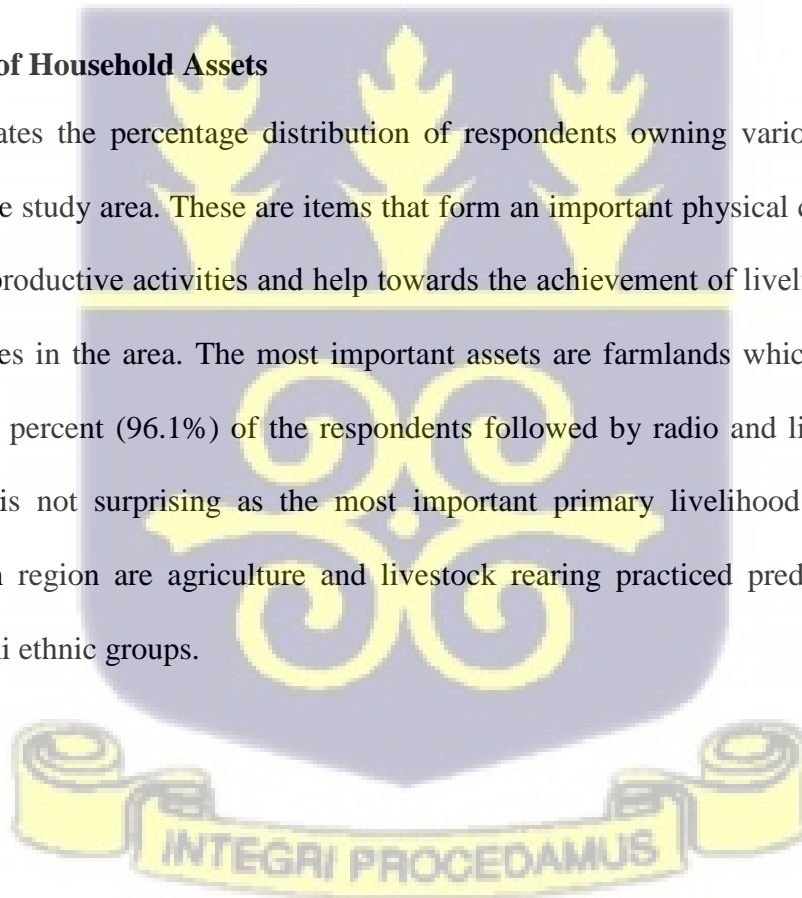 of Household Assets
ates the percentage distribution of respondents owning vario
e study area. These are items that form an important physical
productive activities and help towards the achievement of liveli
es in the area. The most important assets are farmlands whic
percent (96.1%) of the respondents followed by radio and li
is not surprising as the most important primary livelihood
n region are agriculture and livestock rearing practiced pred
i ethnic groups.
INTEGRI PROCEDAMUS